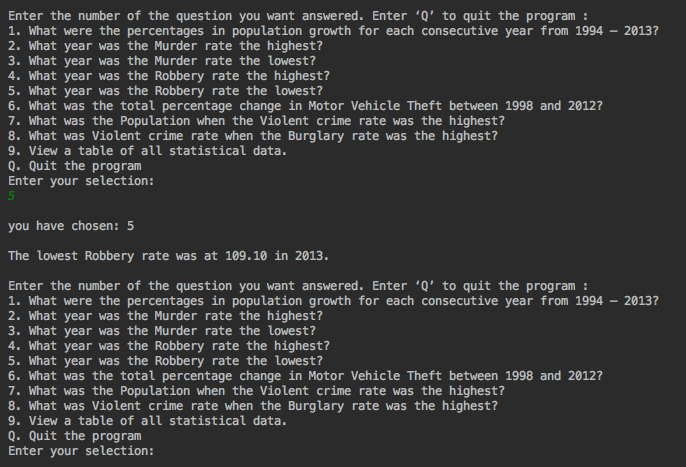 Enter the number of the question you want answered. Enter ‘Q’ to quit the program :
1. What were the percentages in population growth for each consecutive year from 1994 – 2013?
2. What year was the Murder rate the highest?
3. What year was the Murder rate the lowest?
4. What year was the Robbery rate the highest?
5. What year was the Robbery rate the lowest?
6. What was the total percentage change in Motor Vehicle Theft between 1998 and 2012?
7. What was the Population when the Violent crime rate was the highest?
8. What was Violent crime rate when the Burglary rate was the highest?
9. View a table of all statistical data.
Q. Quit the program
Enter your selection:
5
you have chosen: 5
The lowest Robbery rate was at 109.10 in 2013.
Enter the number of the question you want answered. Enter ‘Q’ to quit the program :
1. What were the percentages in population growth for each consecutive year from 1994 – 2013?
2. What year was the Murder rate the highest?
3. What year was the Murder rate the lowest?
4. What year was the Robbery rate the highest?
5. What year was the Robbery rate the lowest?
6. What was the total percentage change in Motor Vehicle Theft between 1998 and 2012?
7. What was the Population when the Violent crime rate was the highest?
8. What was Violent crime rate when the Burglary rate was the highest?
9. View a table of all statistical data.
Q. Quit the program
Enter your selection: